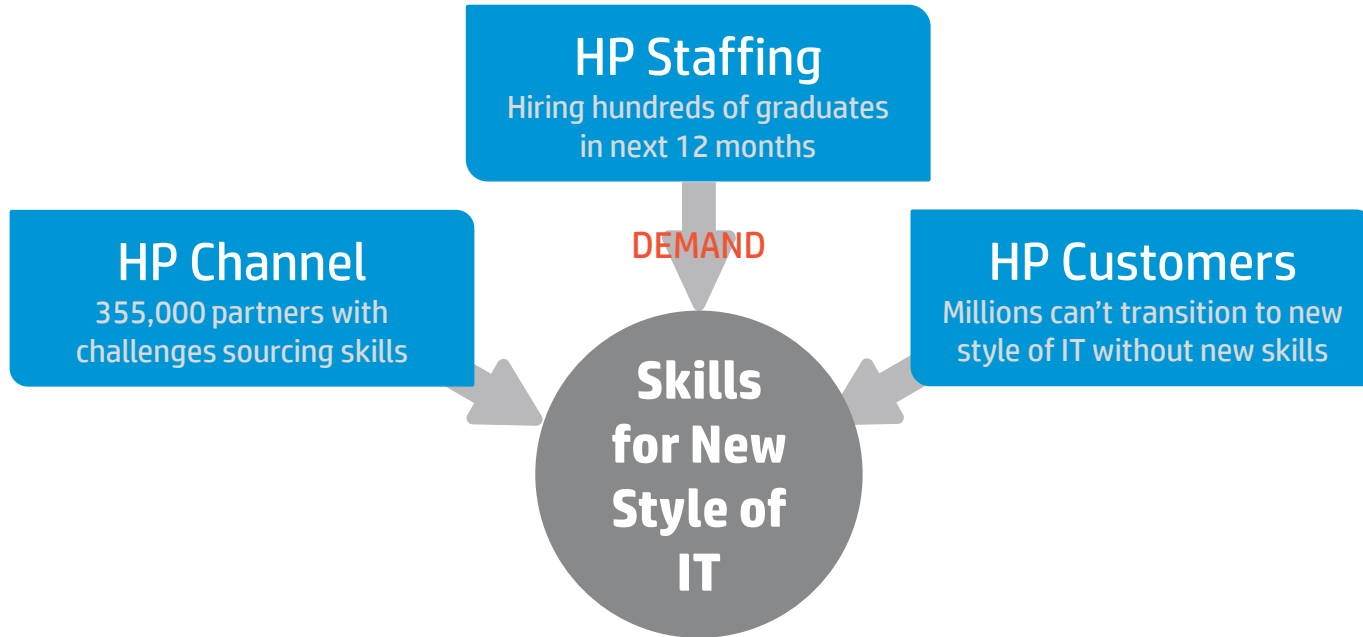 HP Staffing
Hiring hundreds of graduates
in next 12 months
HP Channel
355,000 partners with
challenges sourcing skills
DEMAND
HP Customers
Millions can’t transition to new
style of IT without new skills
Skills
for New
Style of
IT